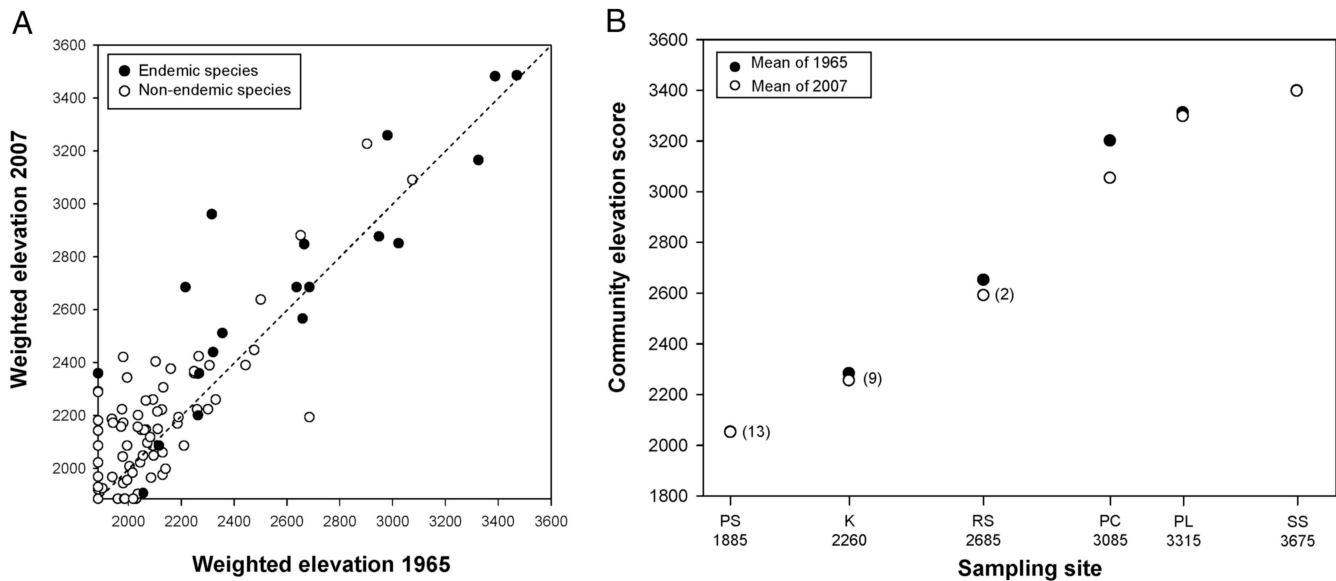 A
Weighted elevation 2007
3600
3400
3200
3000
2800
2600
2400
2200
2000
Endemic species
Non-endemic species
2000 2200 2400 2600 2800 3000 3200 3400 3600
Weighted elevation 1965
B
Community elevation score
3600
3400
3200
3000
2800
2600
2400
2200
2000
1800
Mean of 1965
Mean of 2007
(13)
(9)
(2)
PS K RS PC PL SS
1885 2260 2685 3085 3315 3675
Sampling site